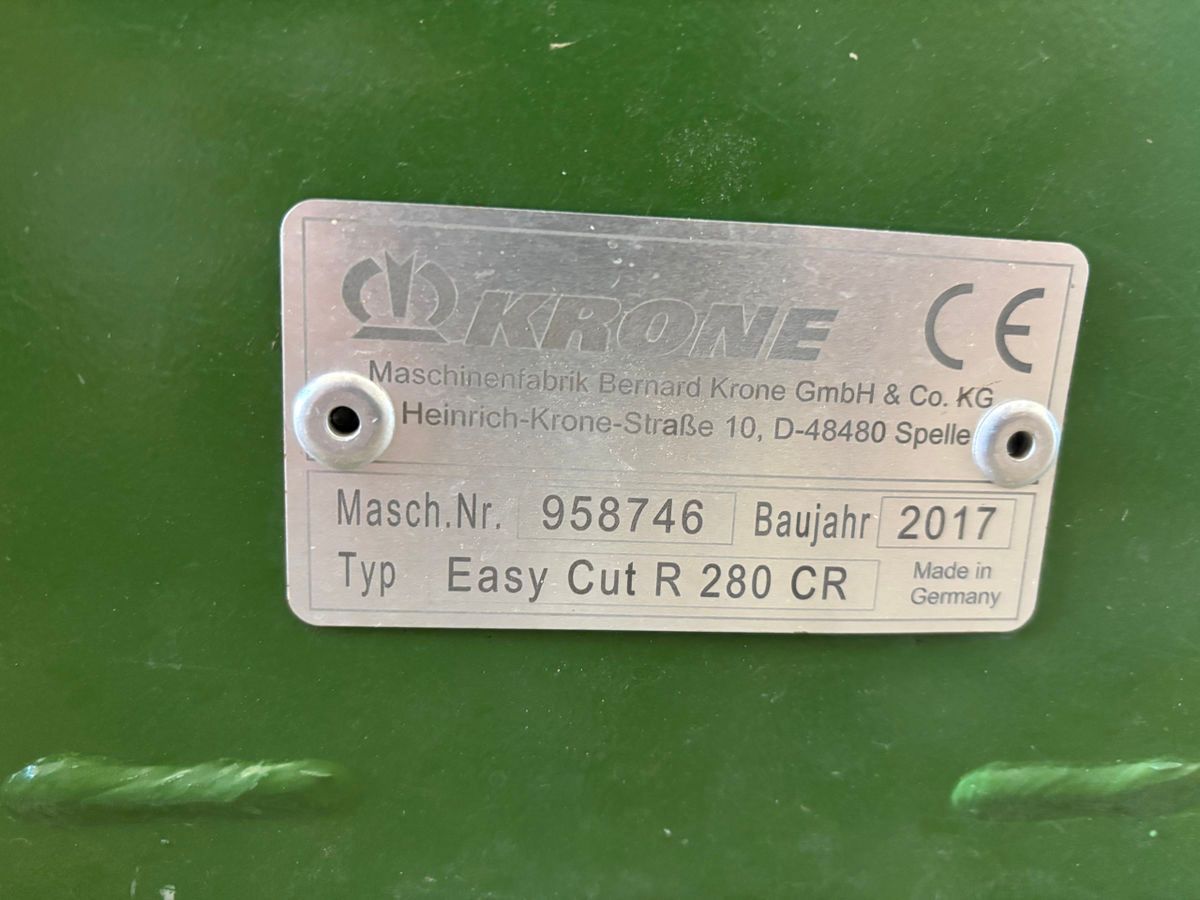 KRONE CE
Maschinenfabrik Bernard Krone GmbH & Co. KG
Heinrich-Krone-Straße 10, D-48480 Spelle
Masch.Nr. 958746 Baujahr 2017
Typ Easy Cut R 280 CR Made in
Germany